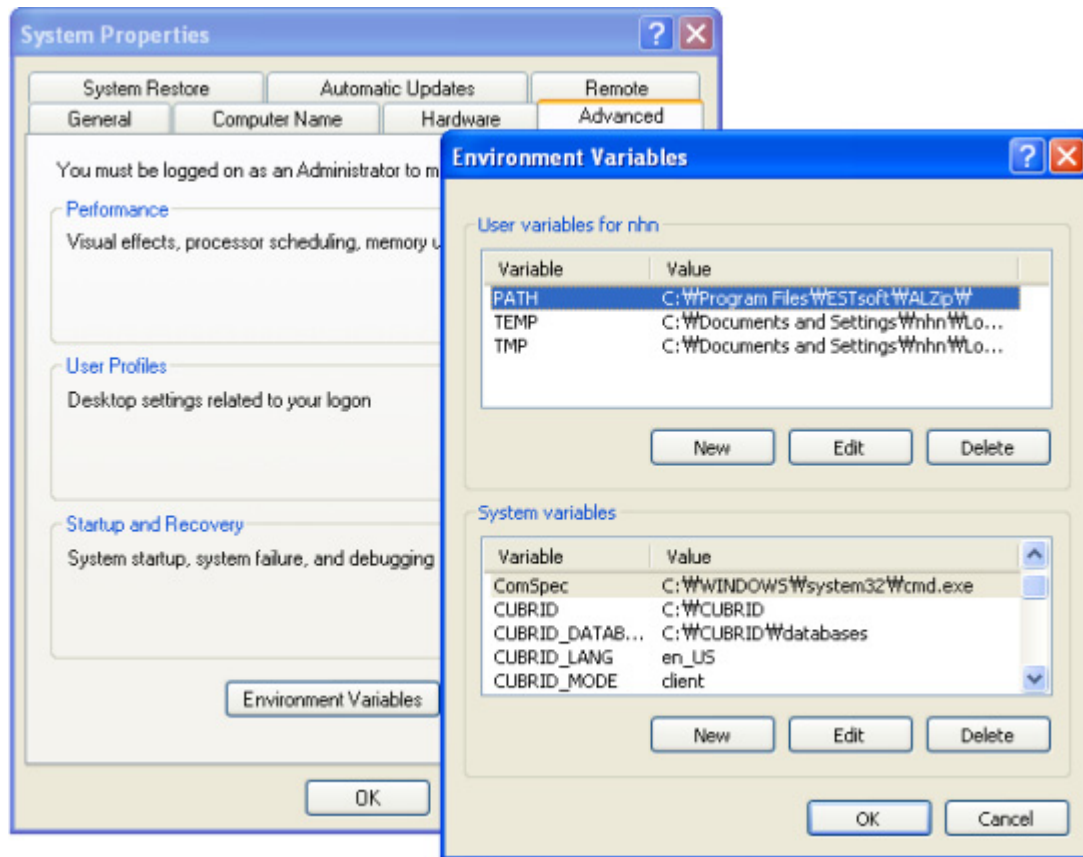 System Properties
System Restore Automatic Updates Remote
General Computer Name Hardware Advanced
You must be logged on as an Administrator to m
Performance
Visual effects, processor scheduling, memory u
User Profiles
Desktop settings related to your logon
Startup and Recovery
System startup, system failure, and debugging
Environment Variables
OK
Environment Variables
User variables for nhn
Variable Value
PATH C:₩Program Files₩ESTsoft₩ALZip₩
TEMP C:₩Documents and Settings₩nhn₩Lo...
TMP C:₩Documents and Settings₩nhn₩Lo...
New Edit Delete
System variables
Variable Value
ComSpec C:₩WINDOWS₩system32₩cmd.exe
CUBRID C:₩CUBRID
CUBRID_DATAB... C:₩CUBRID₩databases
CUBRID_LANG en_US
CUBRID_MODE client
New Edit Delete
OK Cancel